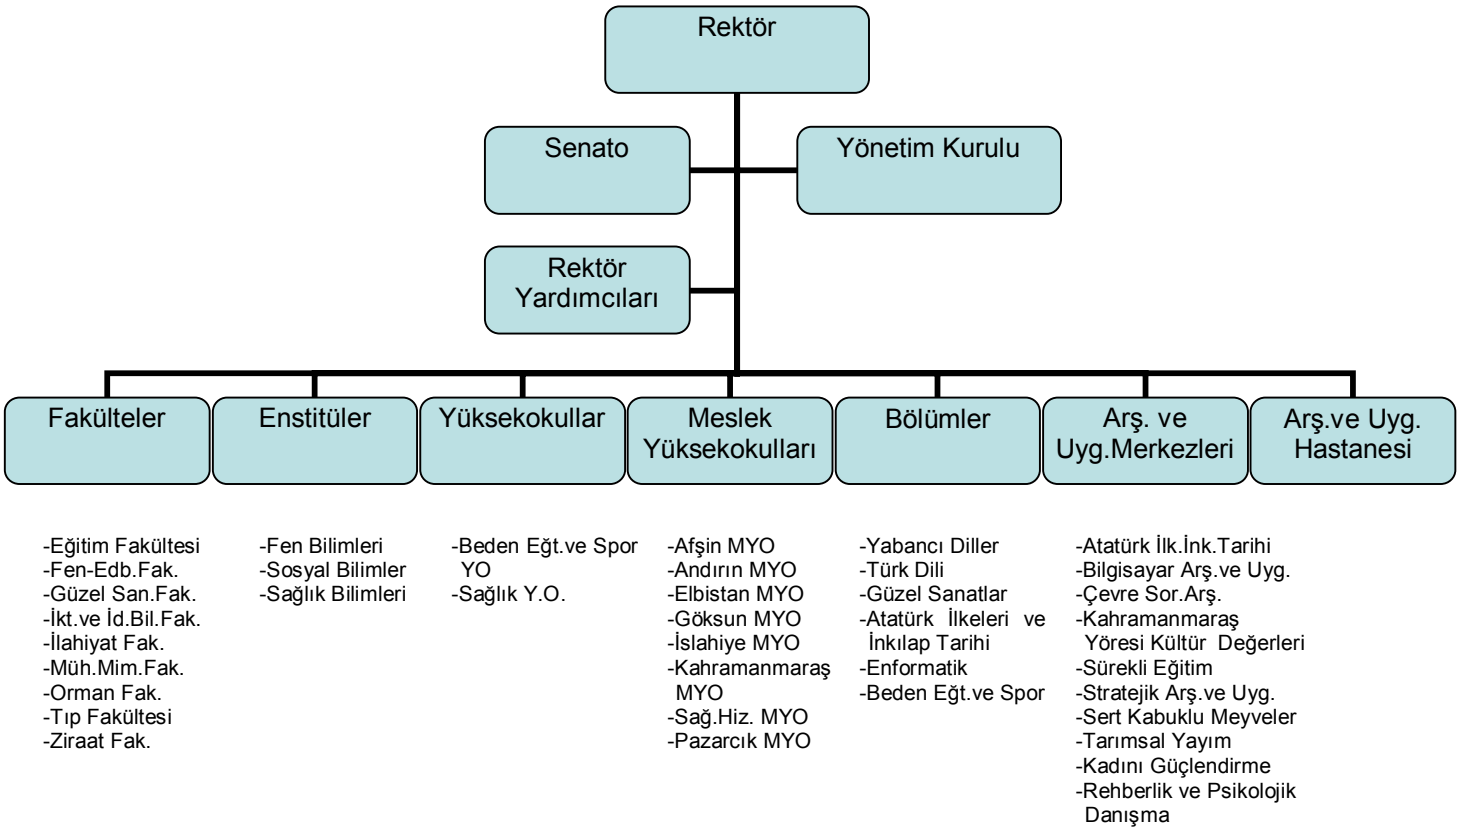 Rektör
Senato
Yönetim Kurulu
Rektör
Yardımcıları
Fakülteler
Enstitüler
Yüksekokullar
Meslek
Yüksekokulları
Bölümler
Arş. ve
Uyg.Merkezleri
Arş.ve Uyg.
Hastanesi
-Eğitim Fakültesi
-Fen-Edb.Fak.
-Güzel San.Fak.
-İkt.ve İd.Bil.Fak.
-İlahiyat Fak.
-Müh.Mim.Fak.
-Orman Fak.
-Tıp Fakültesi
-Ziraat Fak.
-Fen Bilimleri
-Sosyal Bilimler
-Sağlık Bilimleri
-Beden Eğt.ve Spor
YO
-Sağlık Y.O.
-Afşin MYO
-Andırın MYO
-Elbistan MYO
-Göksun MYO
-İslahiye MYO
-Kahramanmaraş
MYO
-Sağ.Hiz. MYO
-Pazarcık MYO
-Yabancı Diller
-Türk Dili
-Güzel Sanatlar
-Atatürk İlkeleri ve
İnkılap Tarihi
-Enformatik
-Beden Eğt.ve Spor
-Atatürk İlk.İnk.Tarihi
-Bilgisayar Arş.ve Uyg.
-Çevre Sor.Arş.
-Kahramanmaraş
Yöresi Kültür Değerleri
-Sürekli Eğitim
-Stratejik Arş.ve Uyg.
-Sert Kabuklu Meyveler
-Tarımsal Yayım
-Kadını Güçlendirme
-Rehberlik ve Psikolojik
Danışma